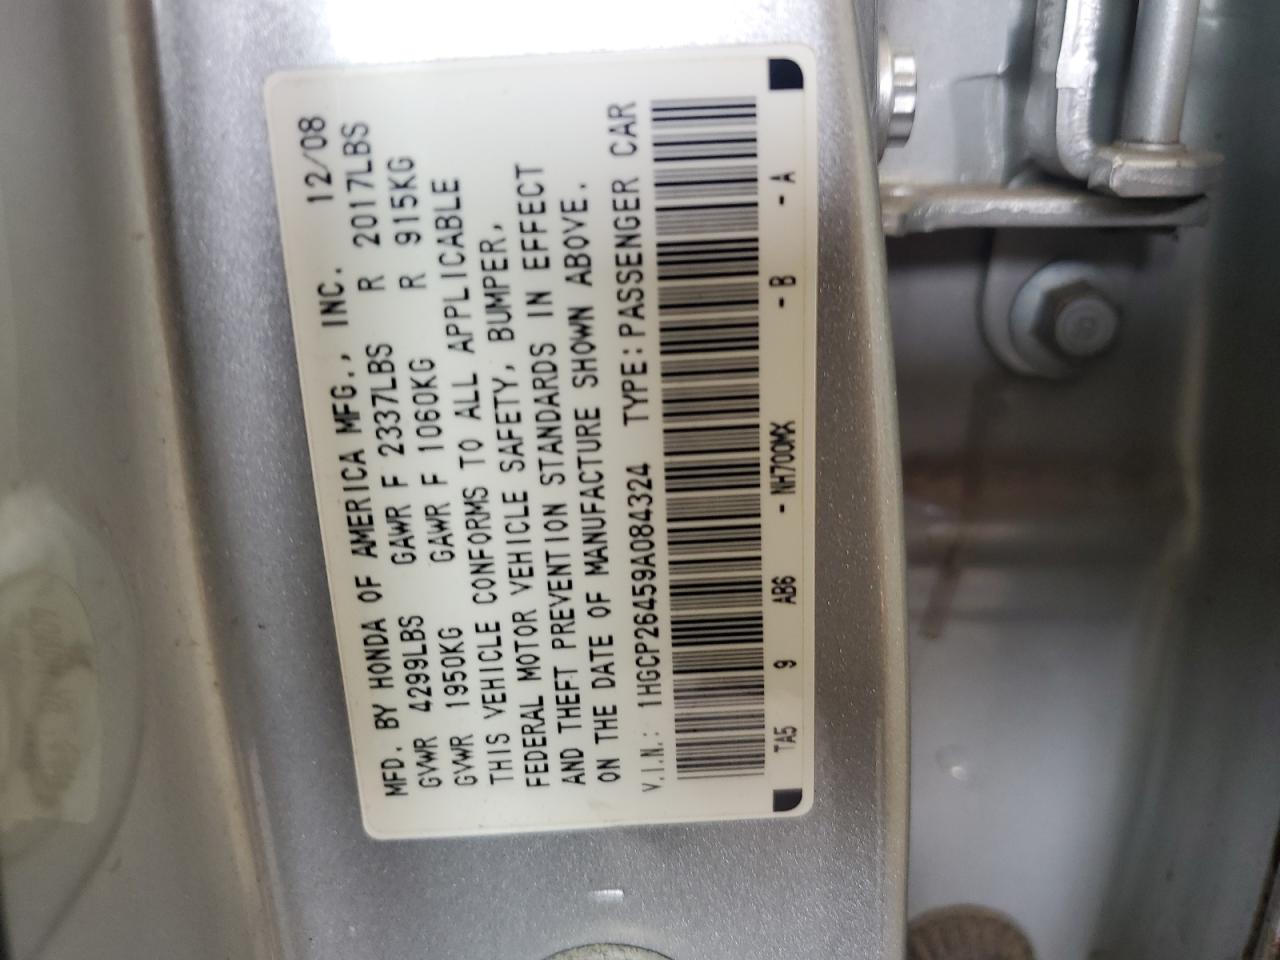 MFD. BY HONDA OF AMERICA MFG., INC. 12/08
GVWR 4299LBS GAWR F 2337LBS R 2017LBS
GVWR 1950KG GAWR F 1060KG R 915KG
THIS VEHICLE CONFORMS TO ALL APPLICABLE
FEDERAL MOTOR VEHICLE SAFETY, BUMPER,
AND THEFT PREVENTION STANDARDS IN EFFECT
ON THE DATE OF MANUFACTURE SHOWN ABOVE.
V.I.N.: 1HGCP26459A084324 TYPE:PASSENGER CAR
TA5 9 AB6 - NH700MX - B - A